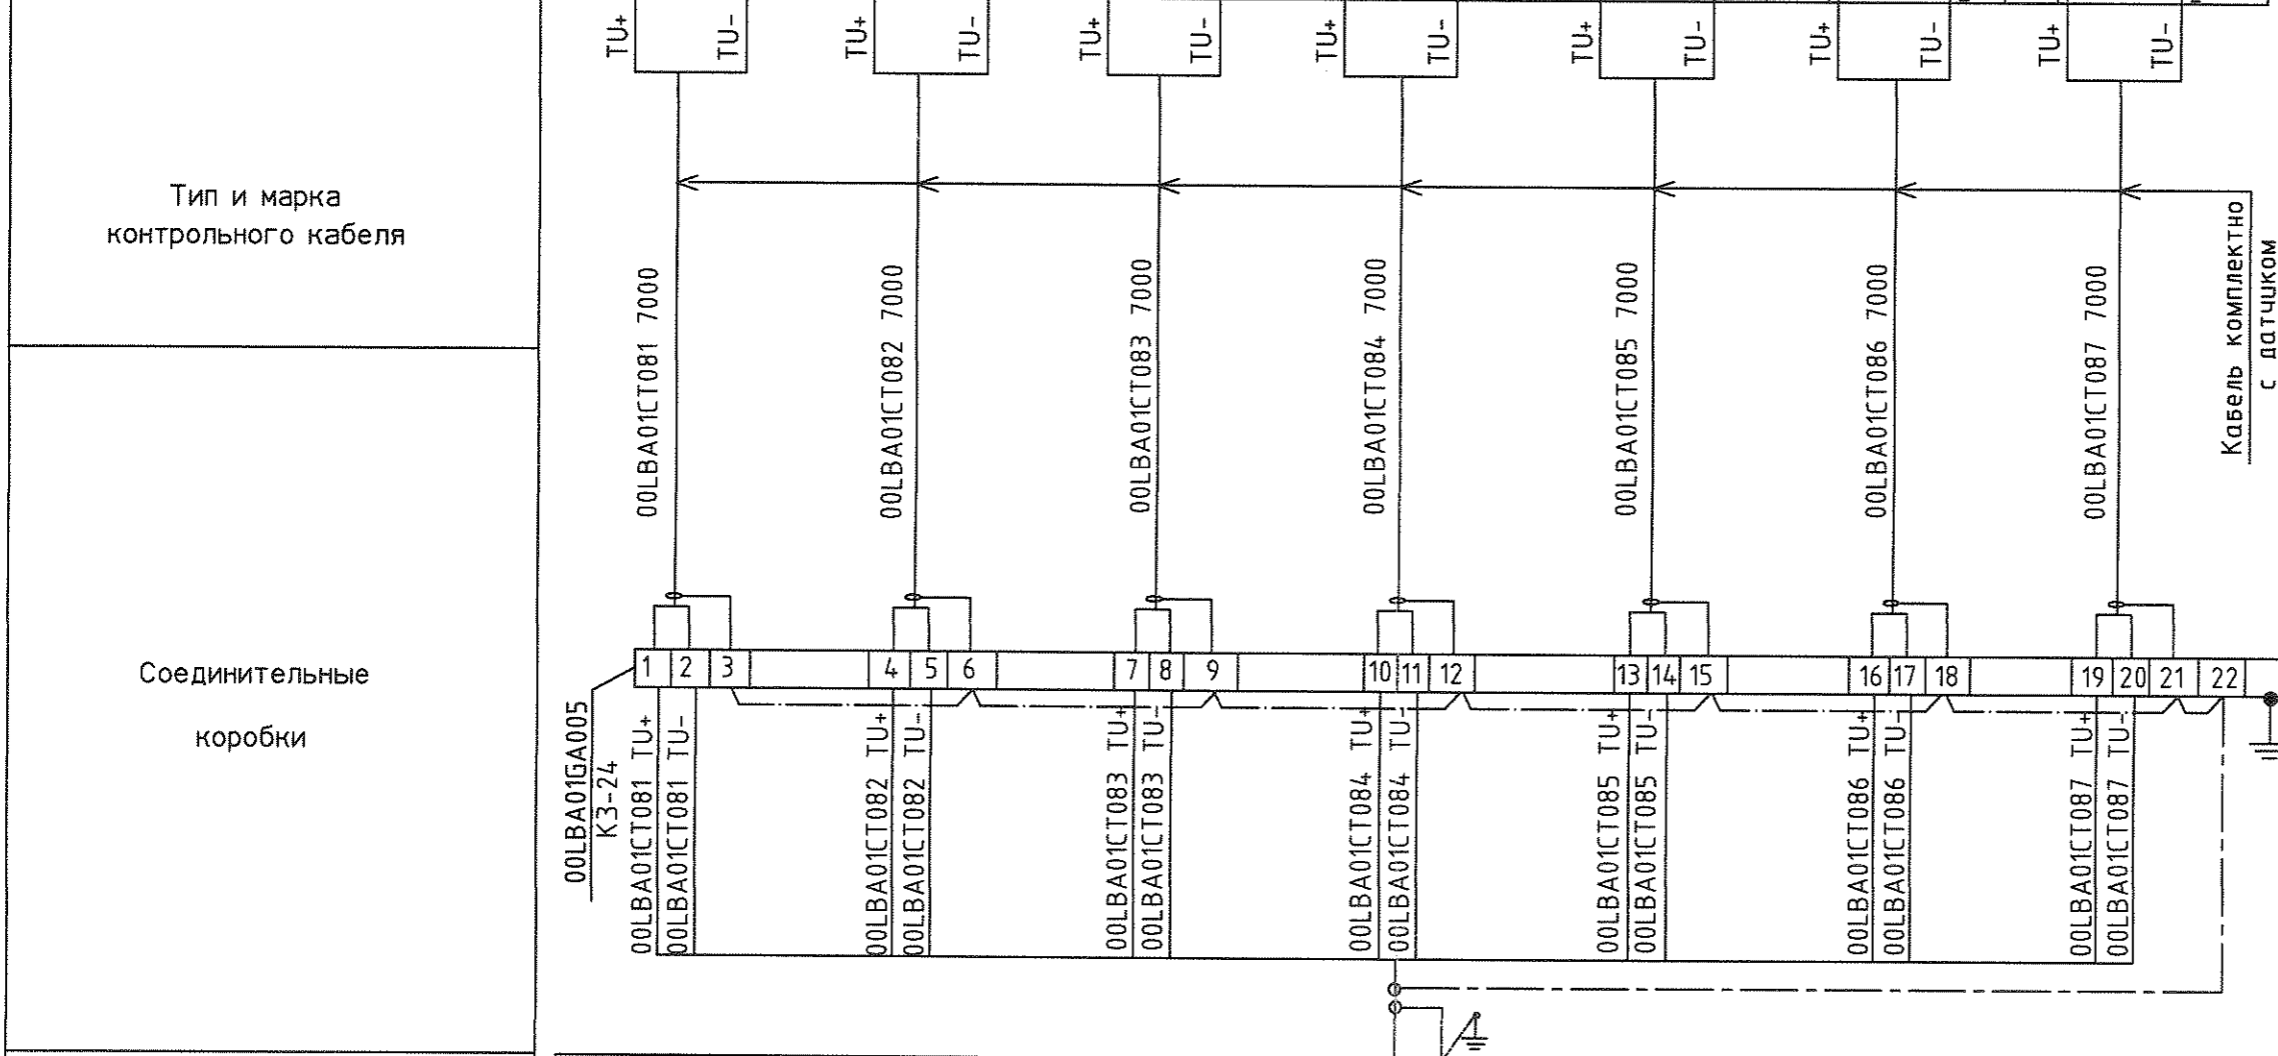 TU+ TU- TU+ TU- TU+ TU- TU+ TU- TU+ TU- TU+ TU- TU+ TU-
Тип и марка
контрольного кабеля
00LBA01CT081 7000
00LBA01CT082 7000
00LBA01CT083 7000
00LBA01CT084 7000
00LBA01CT085 7000
00LBA01CT086 7000
00LBA01CT087 7000
Кабель комплектно
с датчиком
Соединительные
коробки
00LBA01GA005
КЗ-24
1 2 3 4 5 6 7 8 9 10 11 12 13 14 15 16 17 18 19 20 21 22
00LBA01CT081 TU+
00LBA01CT081 TU-
00LBA01CT082 TU+
00LBA01CT082 TU-
00LBA01CT083 TU+
00LBA01CT083 TU-
00LBA01CT084 TU+
00LBA01CT084 TU-
00LBA01CT085 TU+
00LBA01CT085 TU-
00LBA01CT086 TU+
00LBA01CT086 TU-
00LBA01CT087 TU+
00LBA01CT087 TU-